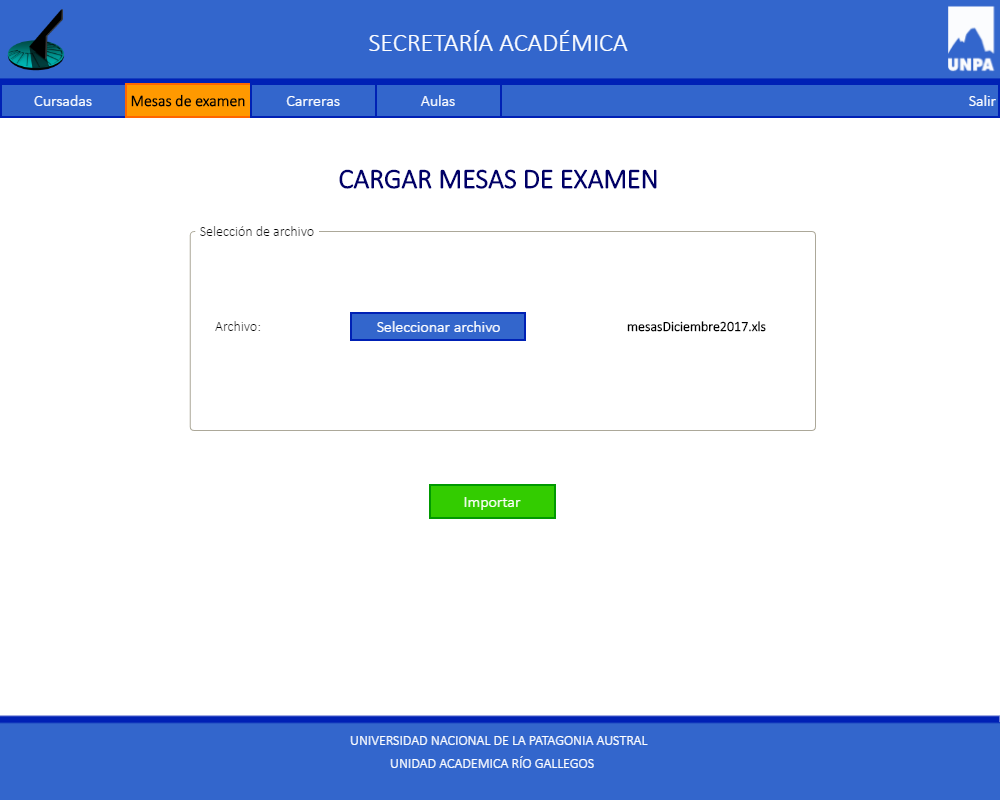 SECRETARÍA ACADÉMICA
UNPA
Cursadas
Mesas de examen
Carreras
Aulas
Salir
CARGAR MESAS DE EXAMEN
Selección de archivo
Archivo:
Seleccionar archivo
mesasDiciembre2017.xls
Importar
UNIVERSIDAD NACIONAL DE LA PATAGONIA AUSTRAL
UNIDAD ACADEMICA RÍO GALLEGOS